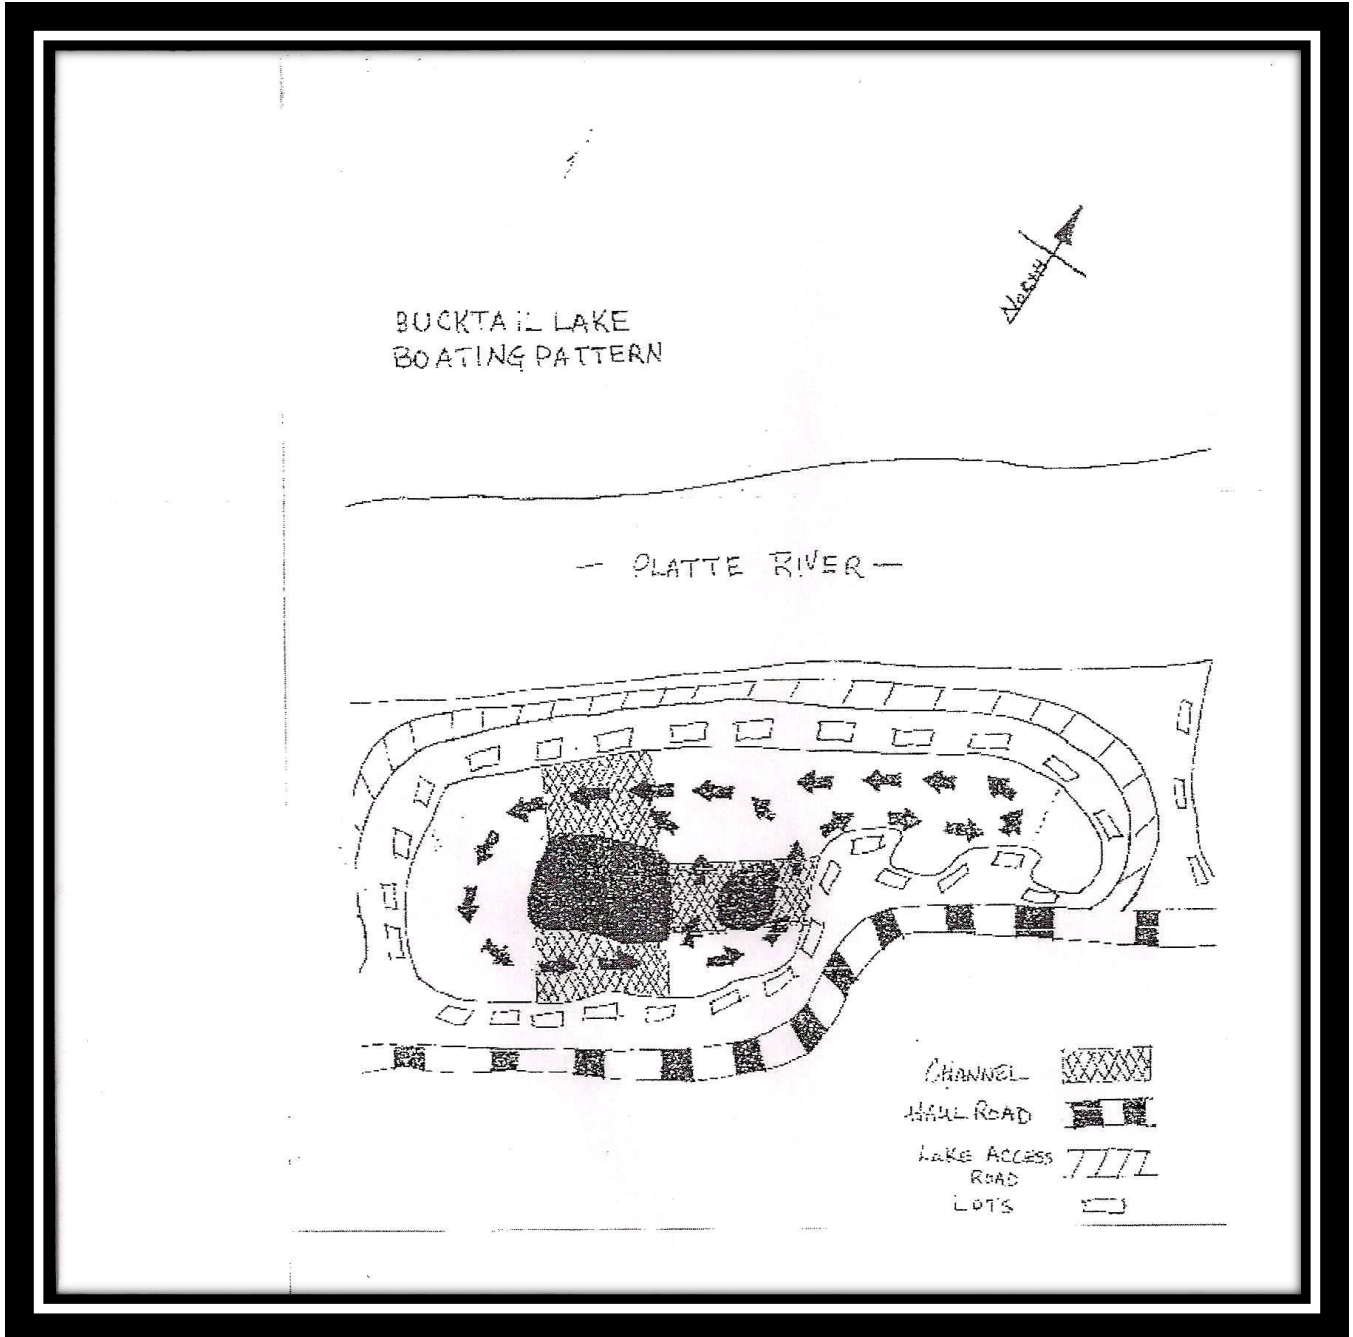 North
BUCKTAIL LAKE
BOATING PATTERN
— PLATTE RIVER —
CHANNEL
HAUL ROAD
LAKE ACCESS
ROAD
LOTS